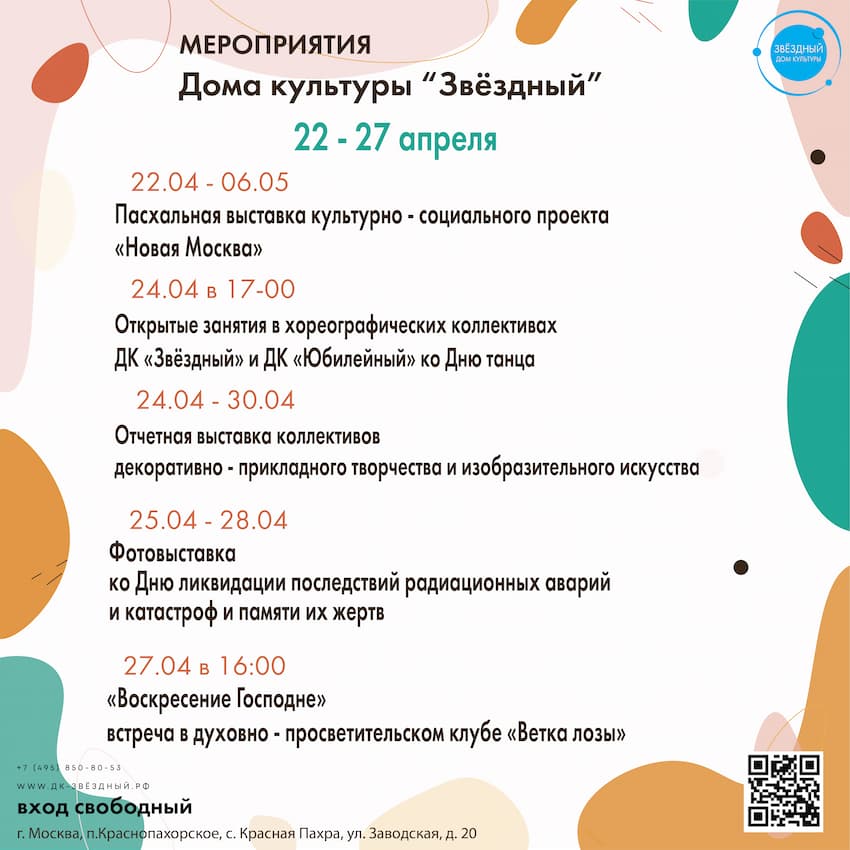 МЕРОПРИЯТИЯ
ЗВЁЗДНЫЙ
ДОМ КУЛЬТУРЫ
Дома культуры “Звёздный”
22 - 27 апреля
22.04 - 06.05
Пасхальная выставка культурно - социального проекта
«Новая Москва»
24.04 в 17-00
Открытые занятия в хореографических коллективах
ДК «Звёздный» и ДК «Юбилейный» ко Дню танца
24.04 - 30.04
Отчетная выставка коллективов
декоративно - прикладного творчества и изобразительного искусства
25.04 - 28.04
Фотовыставка
ко Дню ликвидации последствий радиационных аварий
и катастроф и памяти их жертв
27.04 в 16:00
«Воскресение Господне»
встреча в духовно - просветительском клубе «Ветка лозы»
+7 (495) 850-80-53
WWW.ДК-ЗВЁЗДНЫЙ.РФ
вход свободный
г. Москва, п.Краснопахорское, с. Красная Пахра, ул. Заводская, д. 20